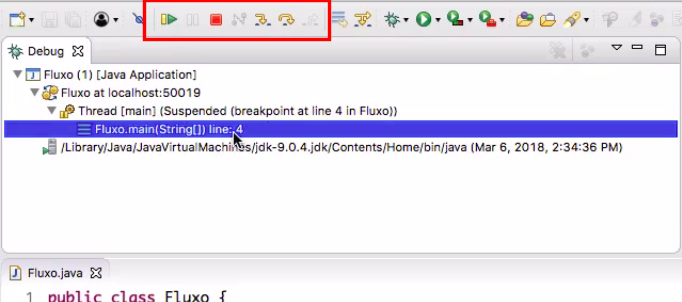 Debug
Fluxo (1) [Java Application]
Fluxo at localhost:50019
Thread [main] (Suspended (breakpoint at line 4 in Fluxo))
Fluxo.main(String[]) line: 4
/Library/Java/JavaVirtualMachines/jdk-9.0.4.jdk/Contents/Home/bin/java (Mar 6, 2018, 2:34:36 PM)
Fluxo.java
1 public class Fluxo {